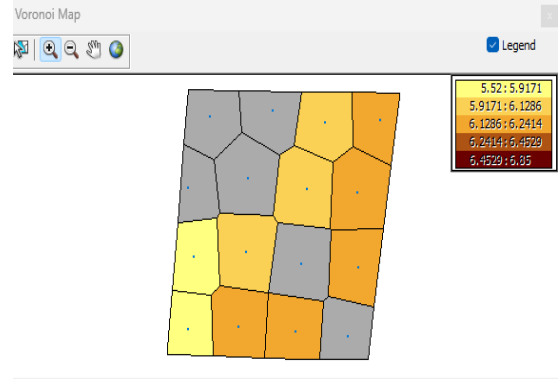 Voronoi Map
Legend
5.52 : 5.9171
5.9171 : 6.1286
6.1286 : 6.2414
6.2414 : 6.4529
6.4529 : 6.85